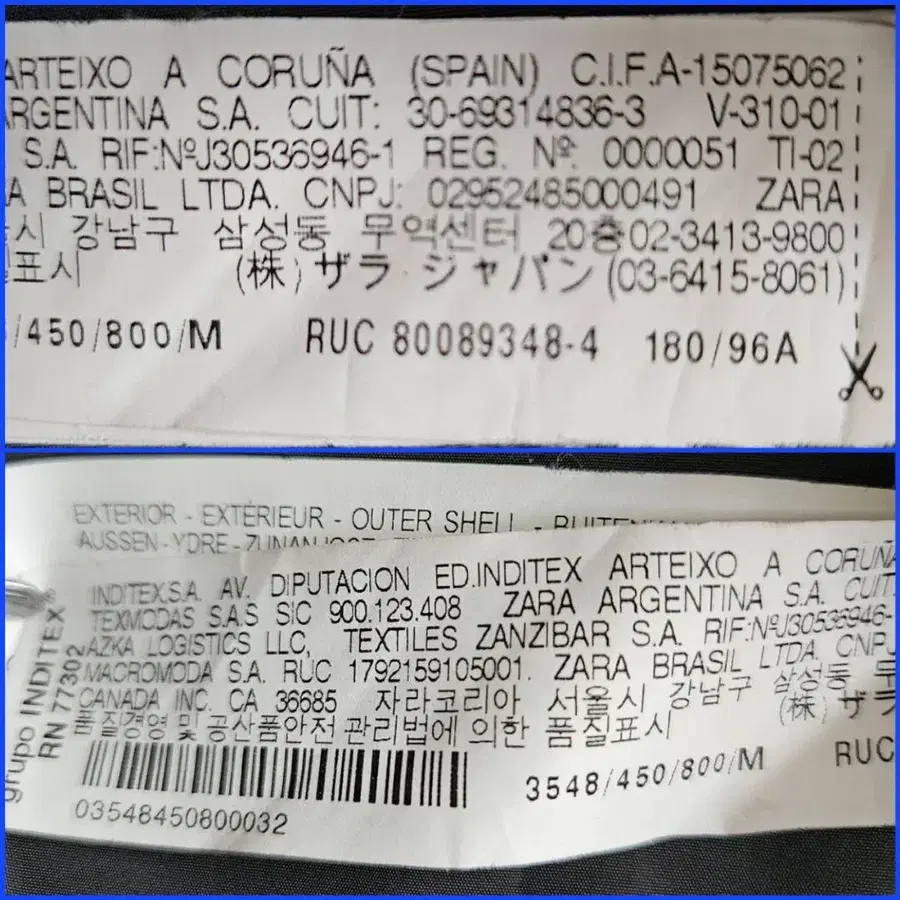 ARTEIXO A CORUÑA (SPAIN) C.I.F.A-15075062
ARGENTINA S.A. CUIT: 30-69314836-3 V-310-01
S.A. RIF:NºJ30536946-1 REG. Nº 0000051 TI-02
BRASIL LTDA. CNPJ: 02952485000491 ZARA
시 강남구 삼성동 무역센터 20층02-3413-9800
질표시 (株)ザラ ジャパン (03-6415-8061)
/450/800/M RUC 80089348-4 180/96A
EXTERIOR - EXTÉRIEUR - OUTER SHELL -
AUSSEN-YDRE-
INDITEX,S.A. AV. DIPUTACION ED.INDITEX ARTEIXO A CORUÑA
TEXMODAS S.A.S SIC 900.123.408 ZARA ARGENTINA S.A. CUIT
AZKA LOGISTICS LLC, TEXTILES ZANZIBAR S.A. RIF:NºJ30536946-
MACROMODA S.A. RUC 1792159105001. ZARA BRASIL LTDA. CNPJ
CANADA INC. CA 36685 자라코리아 서울시 강남구 삼성동
품질경영 및 공산품안전 관리법에 의한 품질표시 (株)ザラ
3548/450/800/M RUC
03548450800032
grupo INDITEX
RN 77302